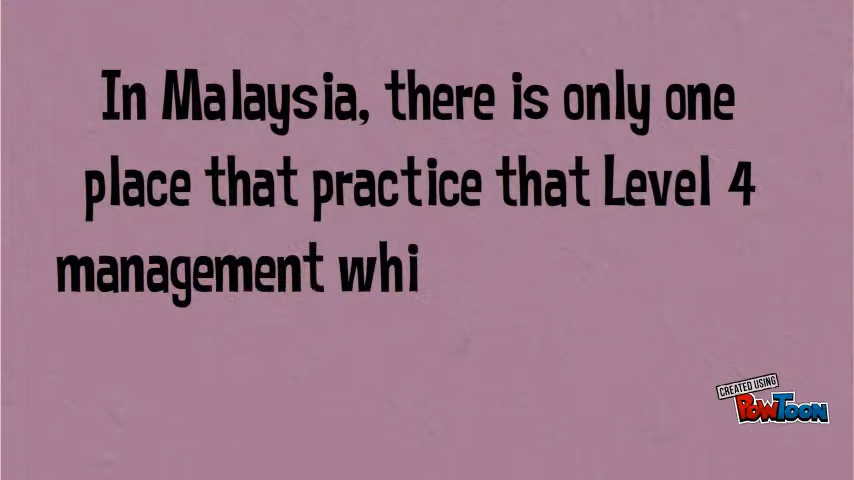 In Malaysia, there is only one
place that practice that Level 4
management whi
CREATED USING
POWTOON